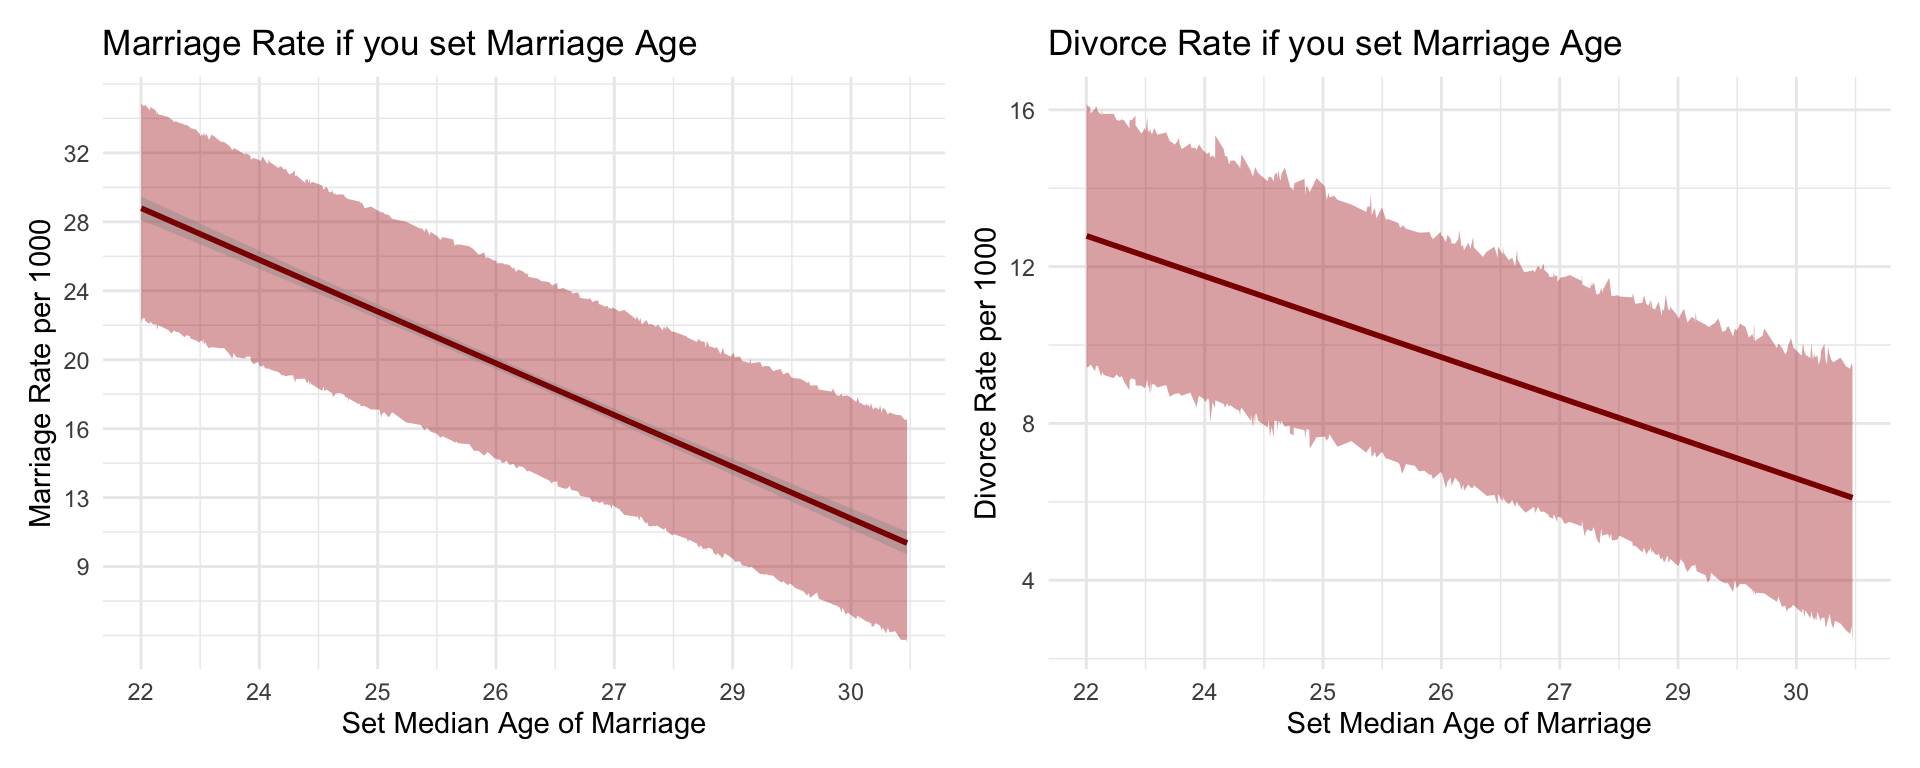 Marriage Rate if you set Marriage Age
Marriage Rate per 1000
32
28
24
20
16
13
9
22 24 25 26 27 29 30
Set Median Age of Marriage
Divorce Rate if you set Marriage Age
Divorce Rate per 1000
16
12
8
4
22 24 25 26 27 29 30
Set Median Age of Marriage